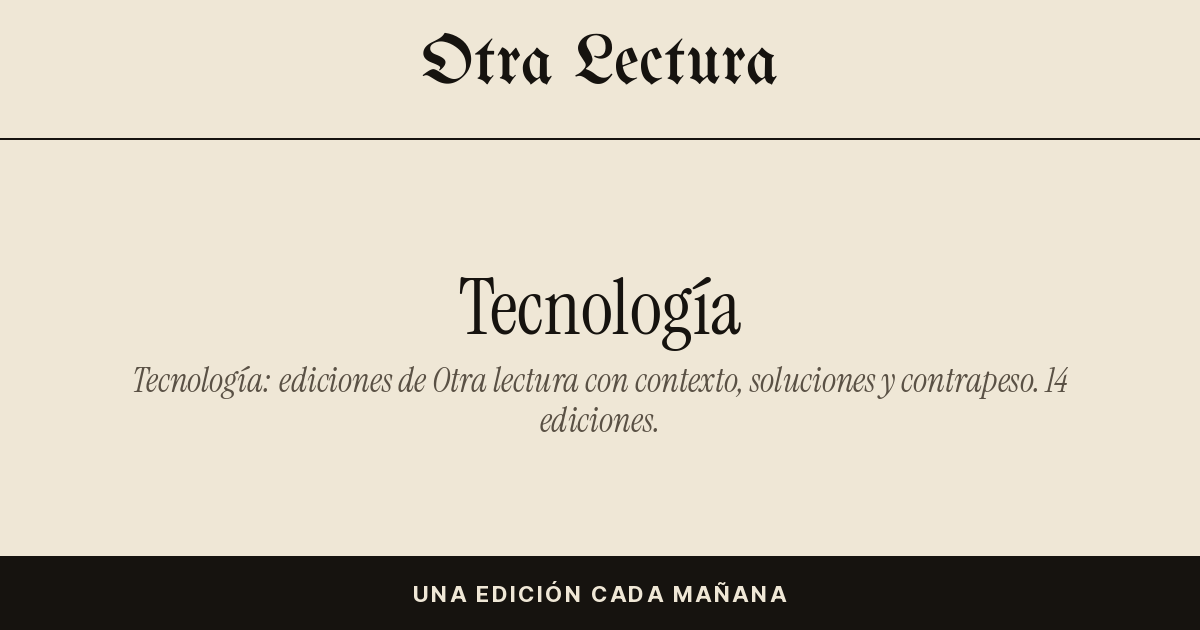 Otra Lectura
Tecnología
Tecnología: ediciones de Otra lectura con contexto, soluciones y contrapeso. 14
ediciones.
UNA EDICIÓN CADA MAÑANA